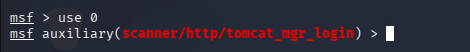 msf > use 0
msf auxiliary(scanner/http/tomcat_mgr_login) >